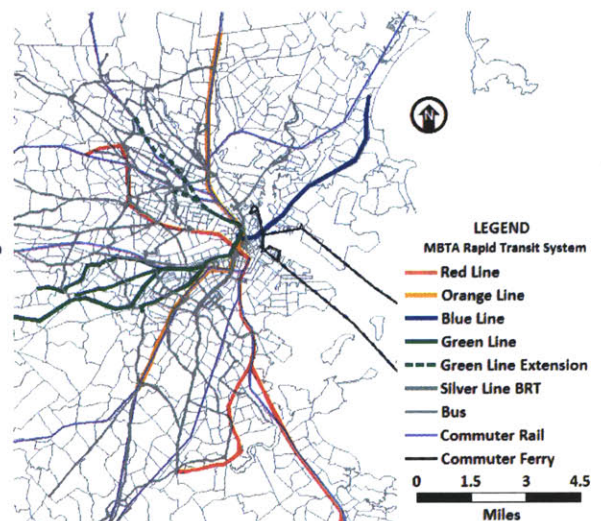 N
LEGEND
MBTA Rapid Transit System
Red Line
Orange Line
Blue Line
Green Line
Green Line Extension
Silver Line BRT
Bus
Commuter Rail
Commuter Ferry
0 1.5 3 4.5
Miles